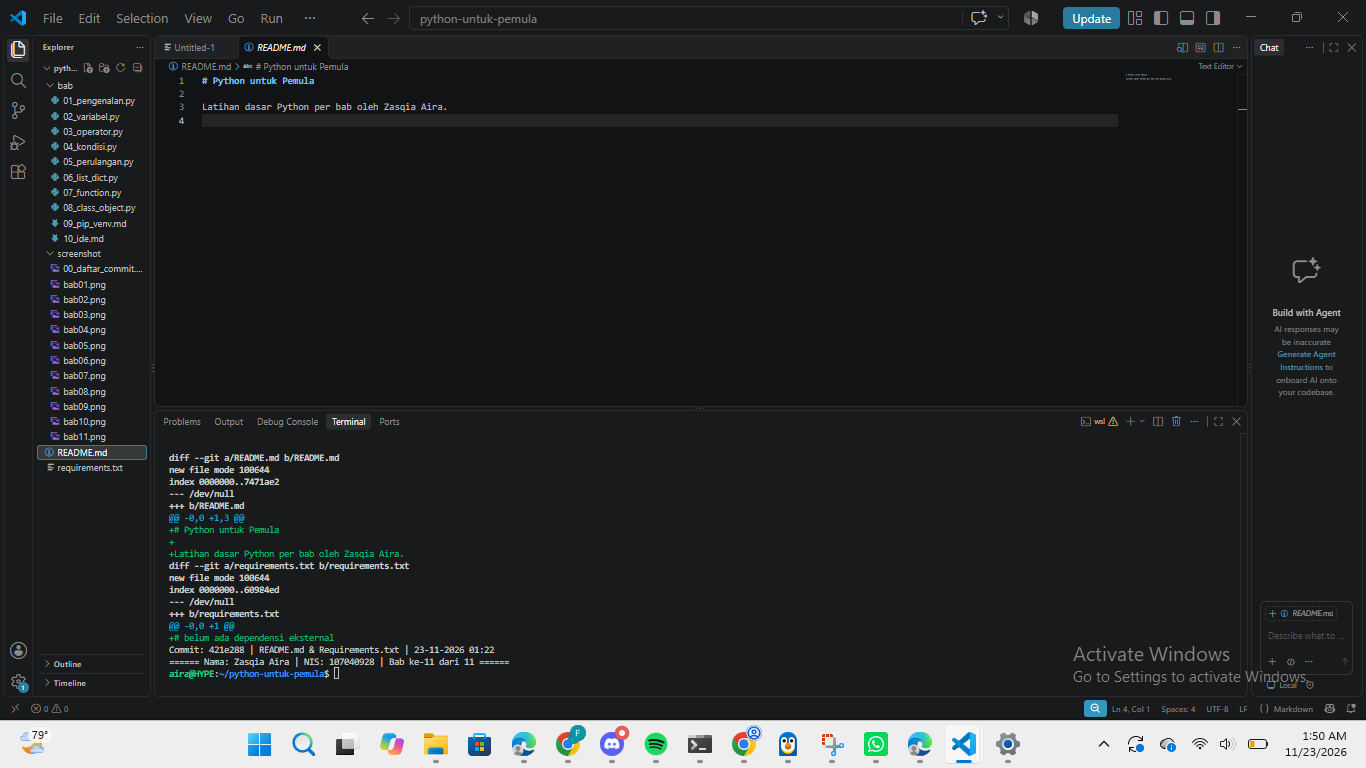 File Edit Selection View Go Run ···
python-untuk-pemula
Update
Explorer
pyth...
bab
01_pengenalan.py
02_variabel.py
03_operator.py
04_kondisi.py
05_perulangan.py
06_list_dict.py
07_function.py
08_class_object.py
09_pip_venv.md
10_ide.md
screenshot
00_daftar_commit....
bab01.png
bab02.png
bab03.png
bab04.png
bab05.png
bab06.png
bab07.png
bab08.png
bab09.png
bab10.png
bab11.png
README.md
requirements.txt
Outline
Timeline
Untitled-1 README.md
README.md > abc # Python untuk Pemula
Text Editor
1 # Python untuk Pemula
2
3 Latihan dasar Python per bab oleh Zasqia Aira.
4
Problems Output Debug Console Terminal Ports
wsl
diff --git a/README.md b/README.md
new file mode 100644
index 0000000..7471ae2
--- /dev/null
+++ b/README.md
@@ -0,0 +1,3 @@
+# Python untuk Pemula
+
+Latihan dasar Python per bab oleh Zasqia Aira.
diff --git a/requirements.txt b/requirements.txt
new file mode 100644
index 0000000..60984ed
--- /dev/null
+++ b/requirements.txt
@@ -0,0 +1 @@
+# belum ada dependensi eksternal
Commit: 421e288 | README.md & Requirements.txt | 23-11-2026 01:22
====== Nama: Zasqia Aira | NIS: 107040928 | Bab ke-11 dari 11 ======
aira@HYPE:~/python-untuk-pemula$
Chat
Build with Agent
AI responses may
be inaccurate
Generate Agent
Instructions to
onboard AI onto
your codebase.
README.md
Describe what to ...
Local
Activate Windows
Go to Settings to activate Windows.
0 0
Ln 4, Col 1 Spaces: 4 UTF-8 LF {} Markdown
79°
1:50 AM
11/23/2026